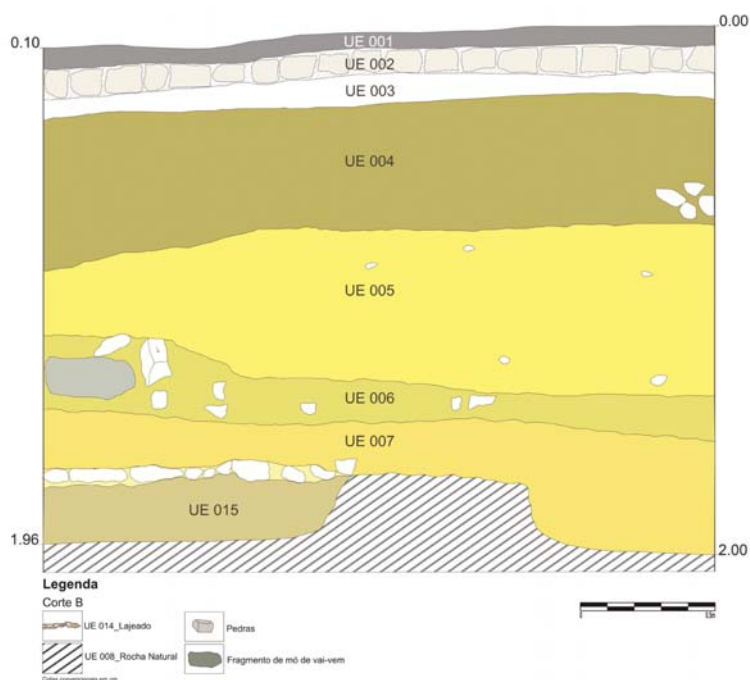 0.00
0.10
UE 001
UE 002
UE 003
UE 004
UE 005
UE 006
UE 007
UE 015
1.96
2.00
Legenda
Corte B
UE 014_Lajeado
Pedras
UE 008_Rocha Natural
Fragmento de mó de vai-vem
0